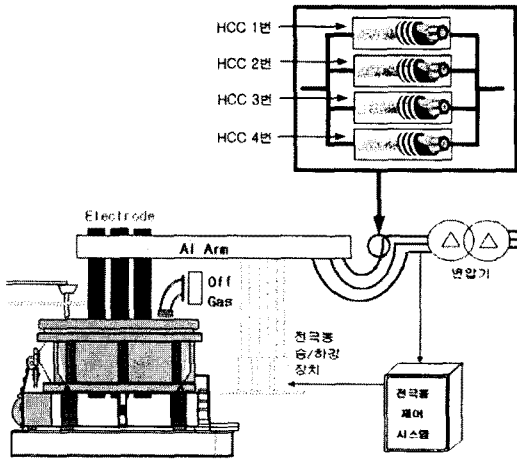 HCC 1번
HCC 2번
HCC 3번
HCC 4번
Electrode
Al Arm
Off
Gas
변압기
전극봉
승/하강
장치
전극봉
제어
시스템